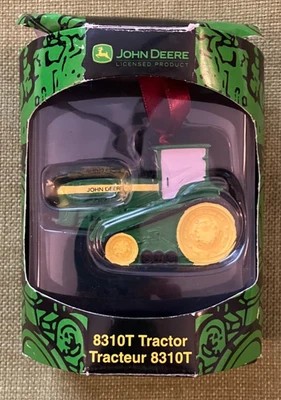 JOHN DEERE
LICENSED PRODUCT
JOHN DEERE
8310T Tractor
Tracteur 8310T